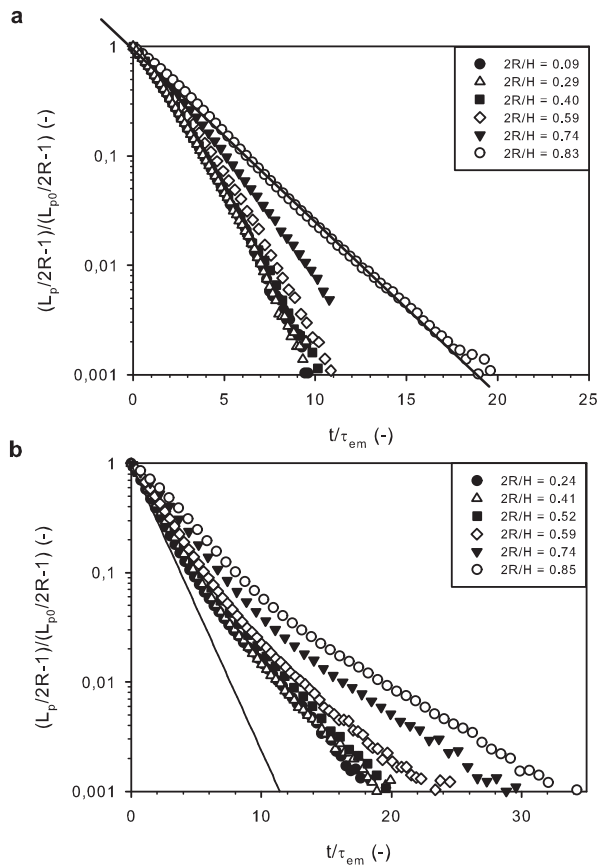 a
(Lp/2R-1)/(Lp0/2R-1) (-)
1
0,1
0,01
0,001
0 5 10 15 20 25
t/τem (-)
2R/H = 0.09
2R/H = 0.29
2R/H = 0.40
2R/H = 0.59
2R/H = 0.74
2R/H = 0.83
b
(Lp/2R-1)/(Lp0/2R-1) (-)
1
0,1
0,01
0,001
0 10 20 30
t/τem (-)
2R/H = 0.24
2R/H = 0.41
2R/H = 0.52
2R/H = 0.59
2R/H = 0.74
2R/H = 0.85